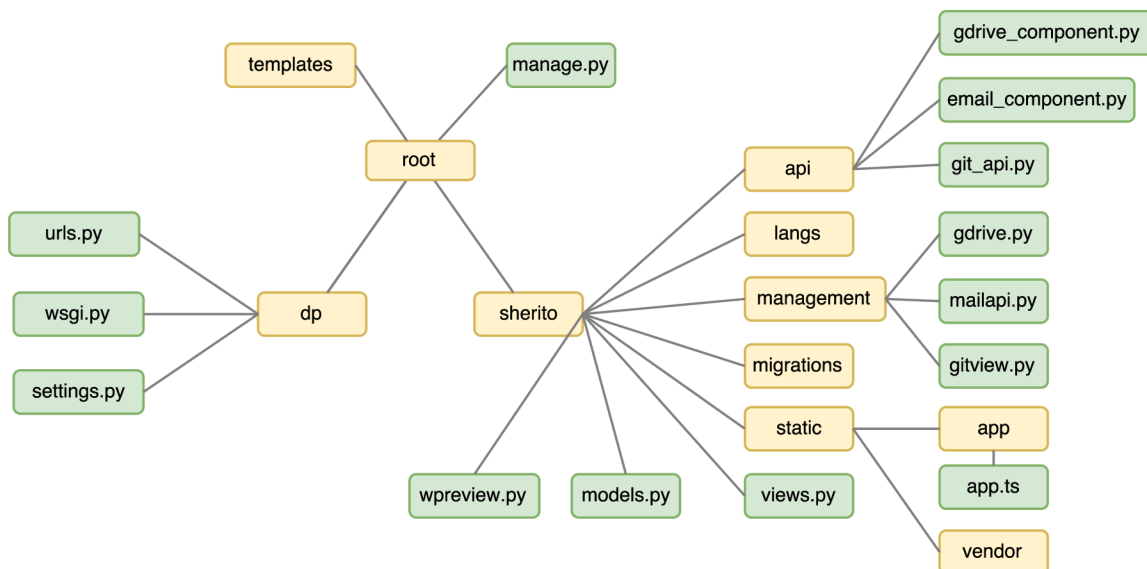 gdrive_component.py
templates
manage.py
email_component.py
root
api
git_api.py
urls.py
langs
gdrive.py
wsgi.py
dp
sherito
management
mailapi.py
settings.py
migrations
gitview.py
static
app
wpreview.py
models.py
views.py
app.ts
vendor